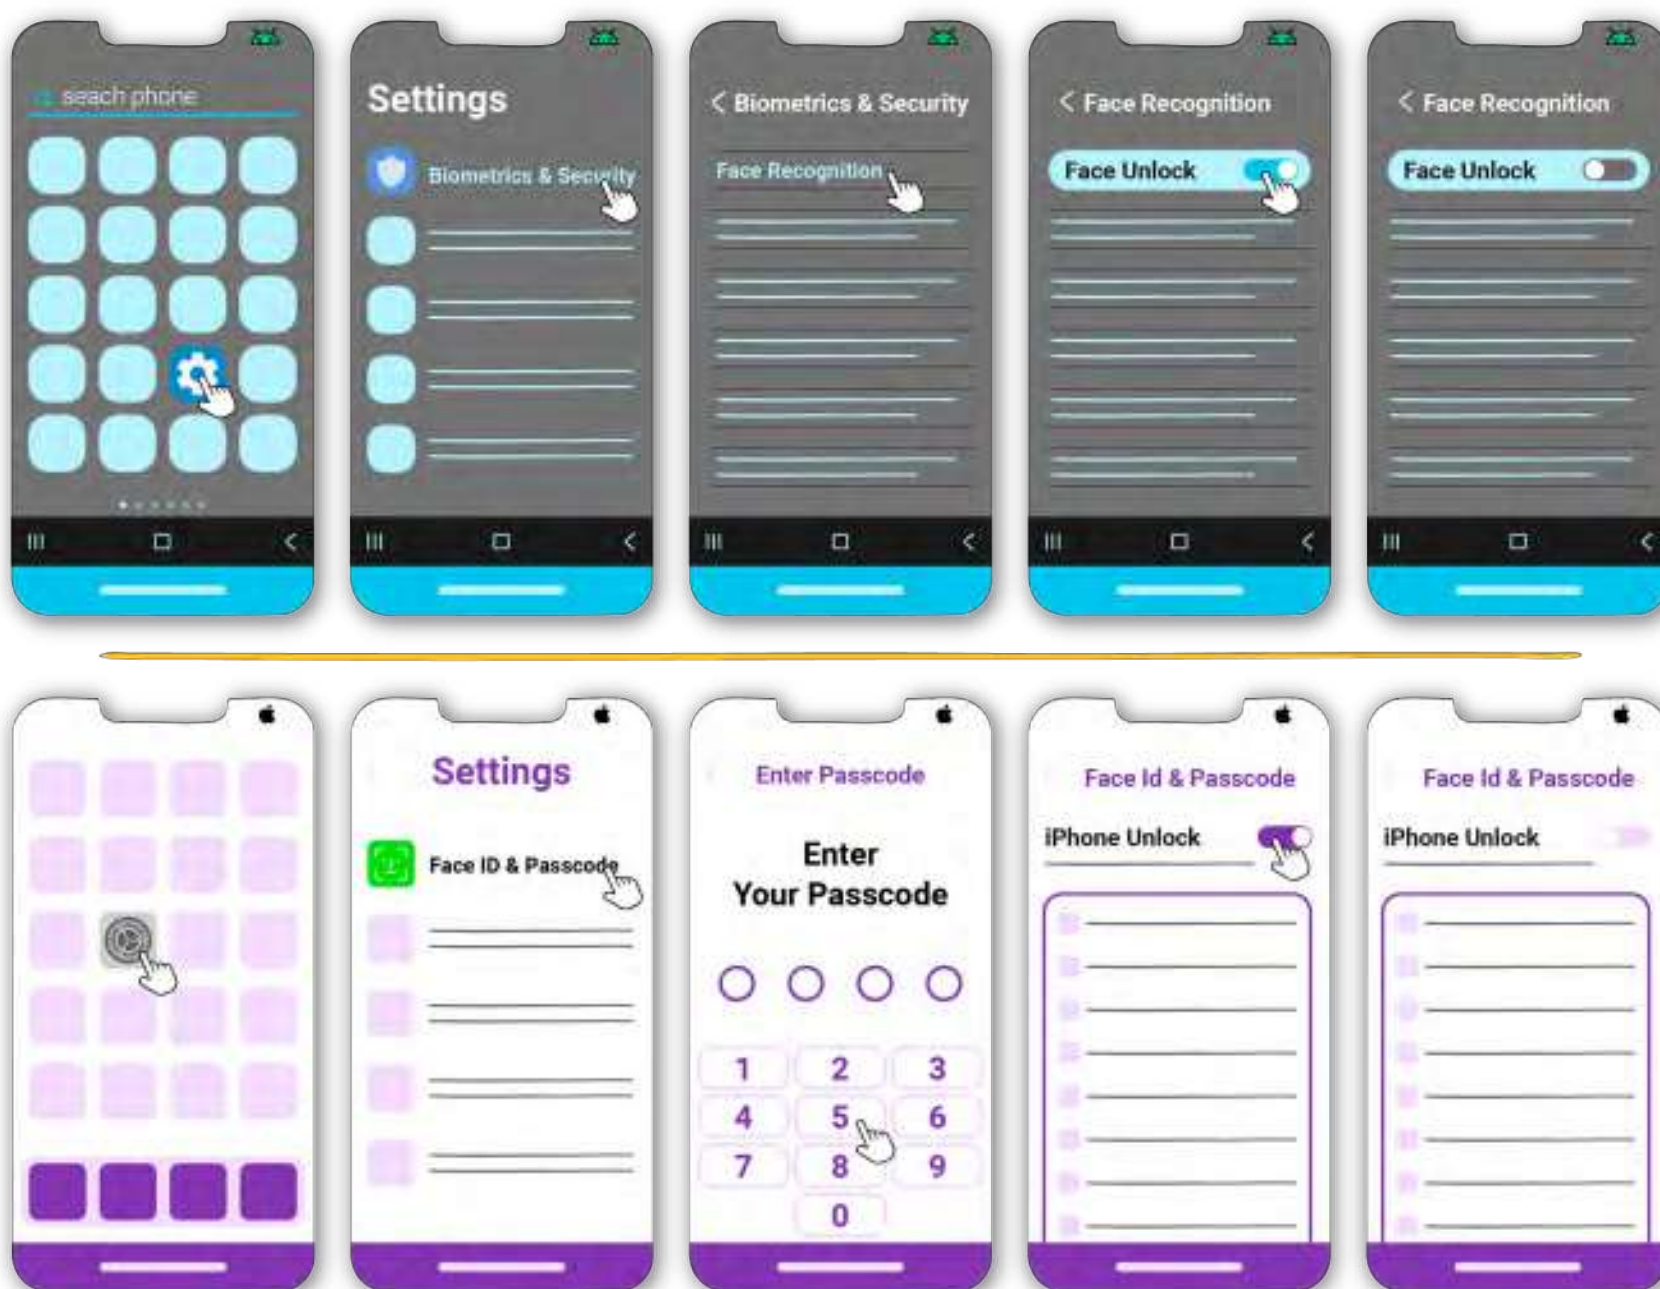 seach phone
Settings
Biometrics & Security
< Biometrics & Security
Face Recognition
< Face Recognition
Face Unlock
< Face Recognition
Face Unlock
Settings
Face ID & Passcode
Enter Passcode
Enter
Your Passcode
1 2 3
4 5 6
7 8 9
0
Face Id & Passcode
iPhone Unlock
Face Id & Passcode
iPhone Unlock